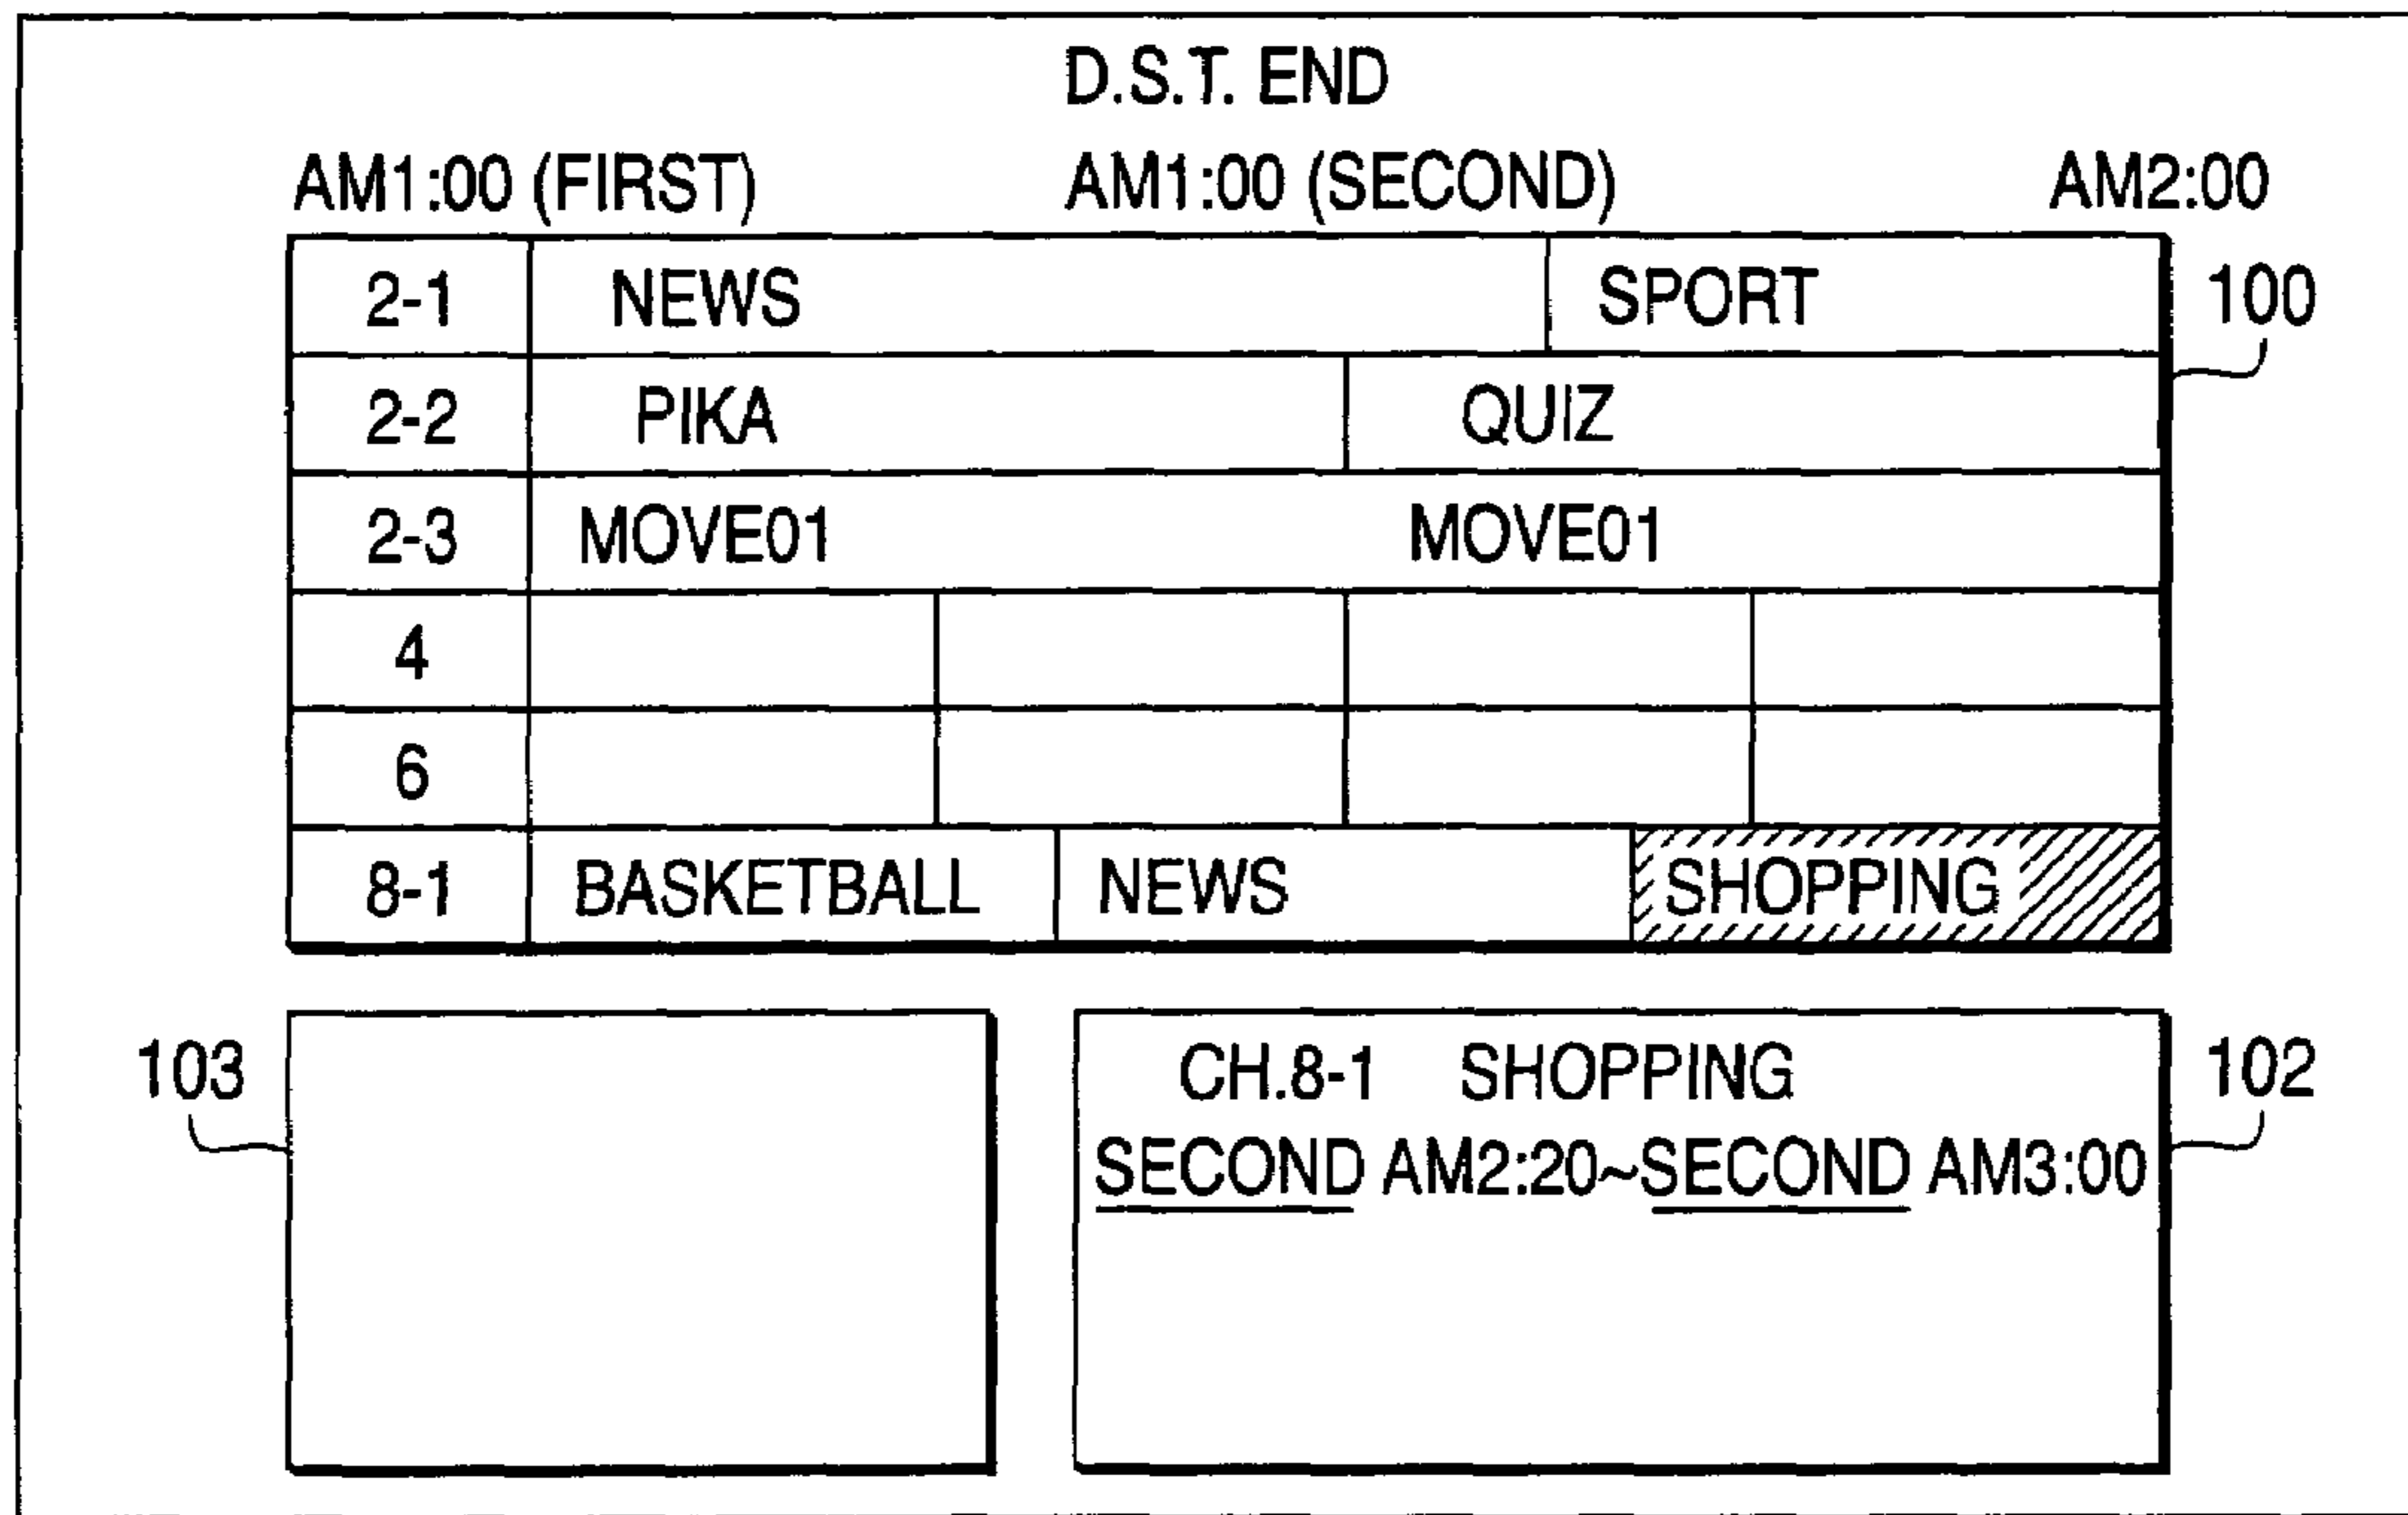 D.S.T. END
AM1:00 (FIRST) AM1:00 (SECOND) AM2:00
2-1 NEWS SPORT
100
2-2 PIKA QUIZ
2-3 MOVE01 MOVE01
4
6
8-1 BASKETBALL NEWS SHOPPING
103
CH.8-1 SHOPPING
102
SECOND AM2:20~SECOND AM3:00